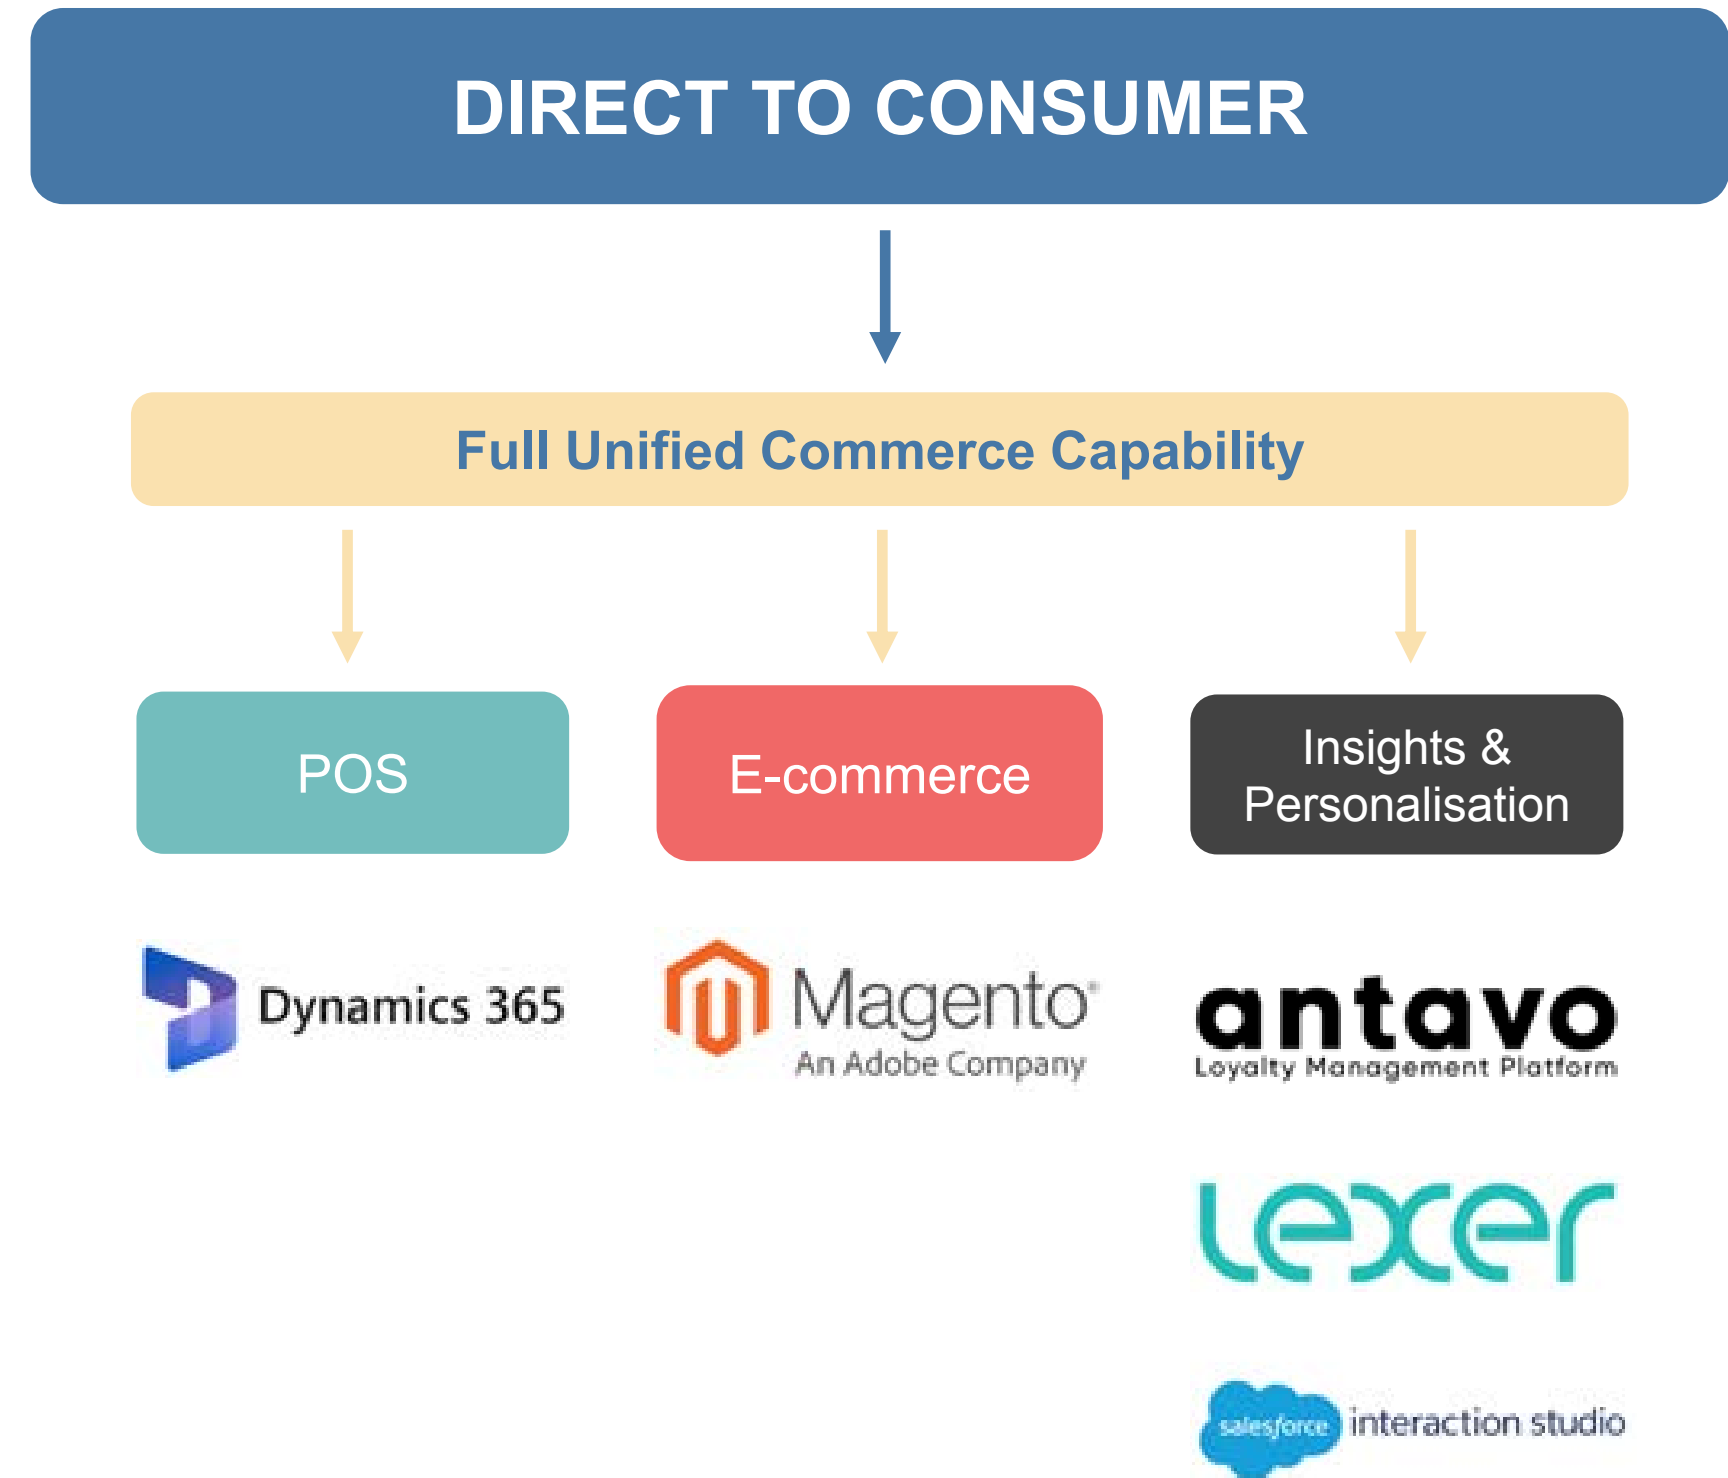 DIRECT TO CONSUMER
Full Unified Commerce Capability
POS
E-commerce
Insights &
Personalisation
Dynamics 365
Magento®
An Adobe Company
antavo
Loyalty Management Platform
Lexer
salesforce interaction studio